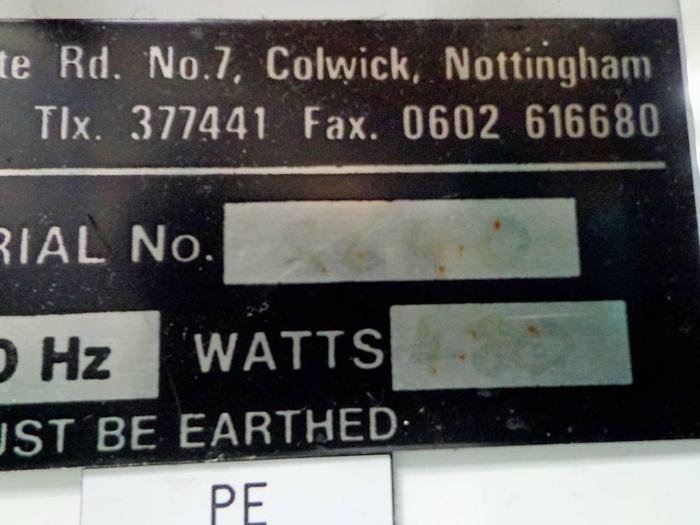 te Rd. No.7, Colwick, Nottingham
Tlx. 377441 Fax. 0602 616680
RIAL No.
0 Hz WATTS
UST BE EARTHED
PE